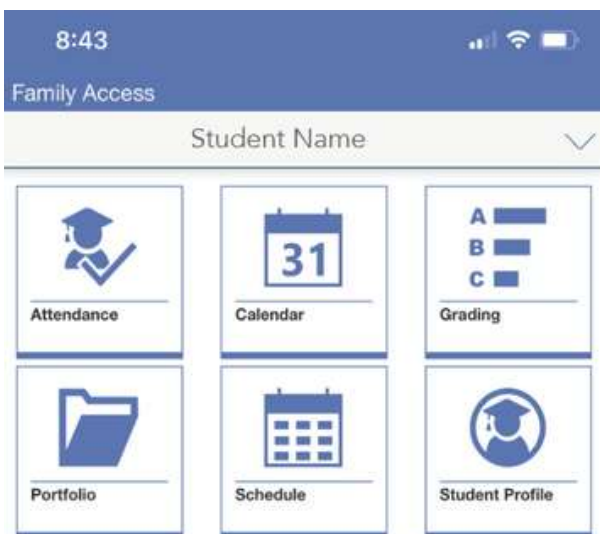 8:43
Family Access
Student Name
31
A
B
C
Attendance
Calendar
Grading
Portfolio
Schedule
Student Profile